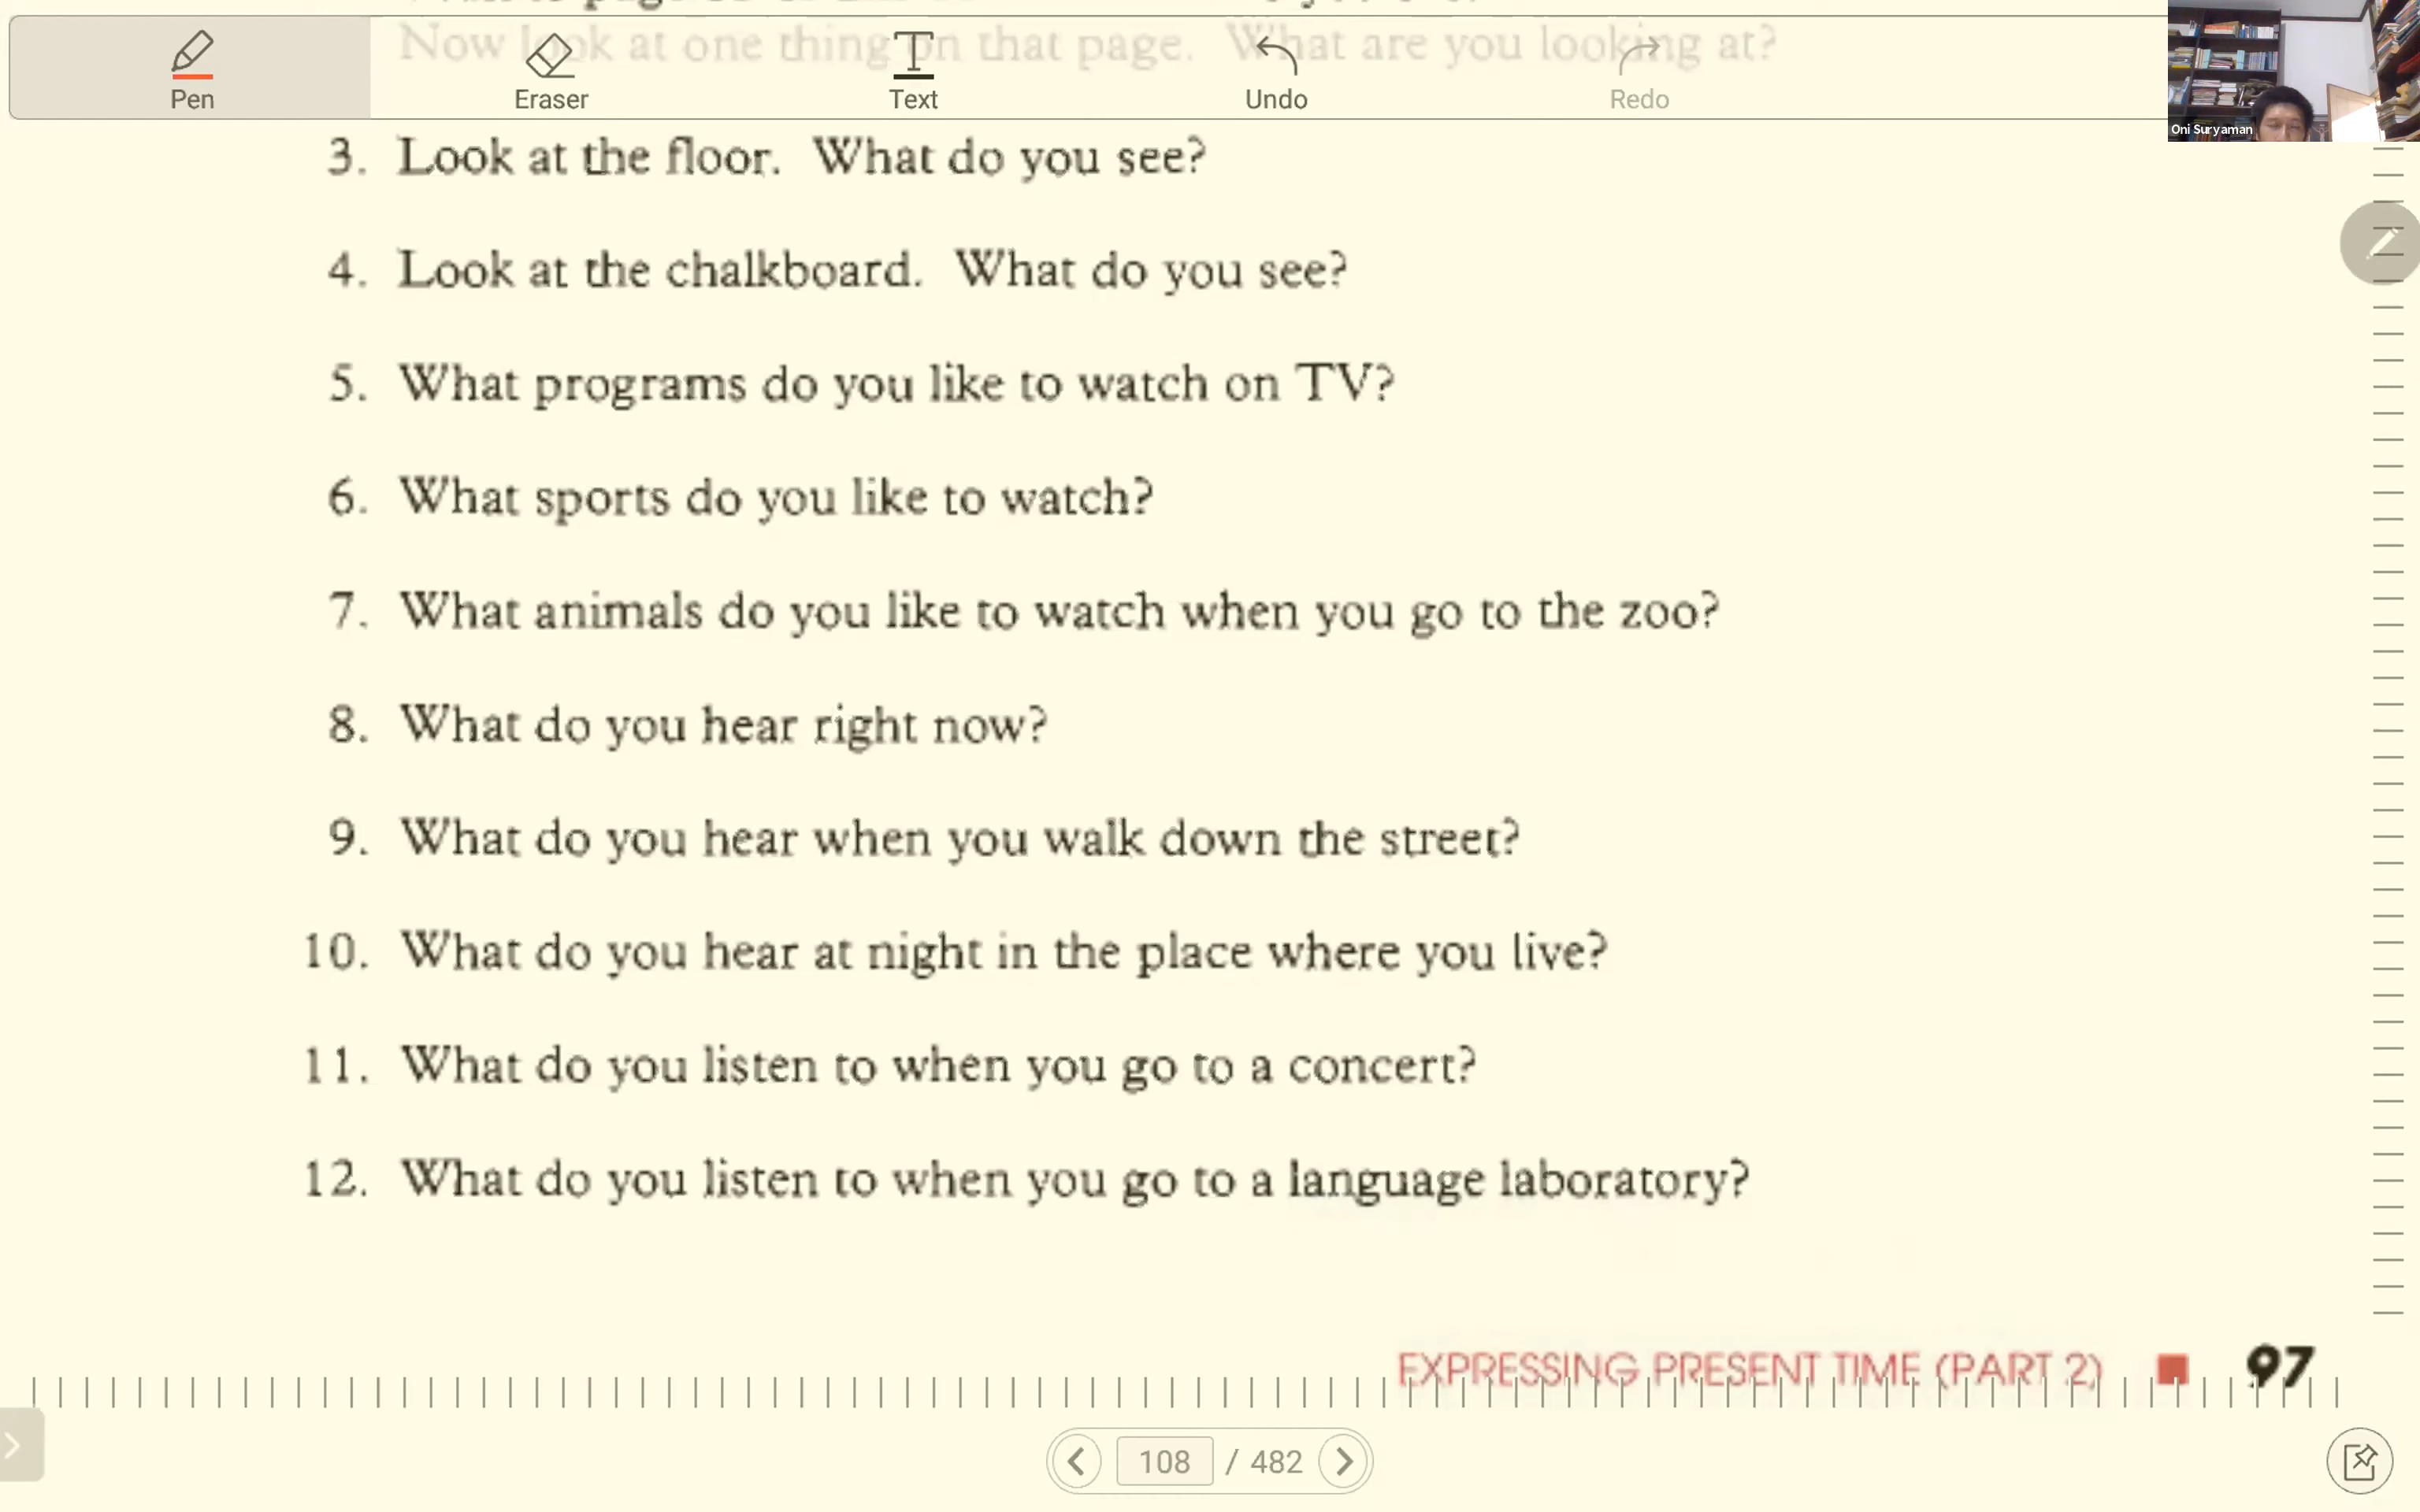 Now look at one thing on that page. What are you looking at?
Pen
Eraser
Text
Undo
Redo
Oni Suryaman
3. Look at the floor. What do you see?
4. Look at the chalkboard. What do you see?
5. What programs do you like to watch on TV?
6. What sports do you like to watch?
7. What animals do you like to watch when you go to the zoo?
8. What do you hear right now?
9. What do you hear when you walk down the street?
10. What do you hear at night in the place where you live?
11. What do you listen to when you go to a concert?
12. What do you listen to when you go to a language laboratory?
EXPRESSING PRESENT TIME (PART 2) ■ 97
108 / 482